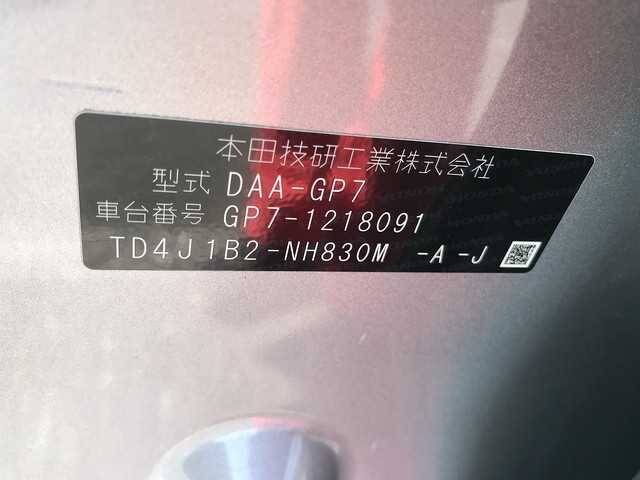 本田技研工業株式会社
型式 DAA-GP7
車台番号 GP7-1218091
TD4J1B2-NH830M -A -J